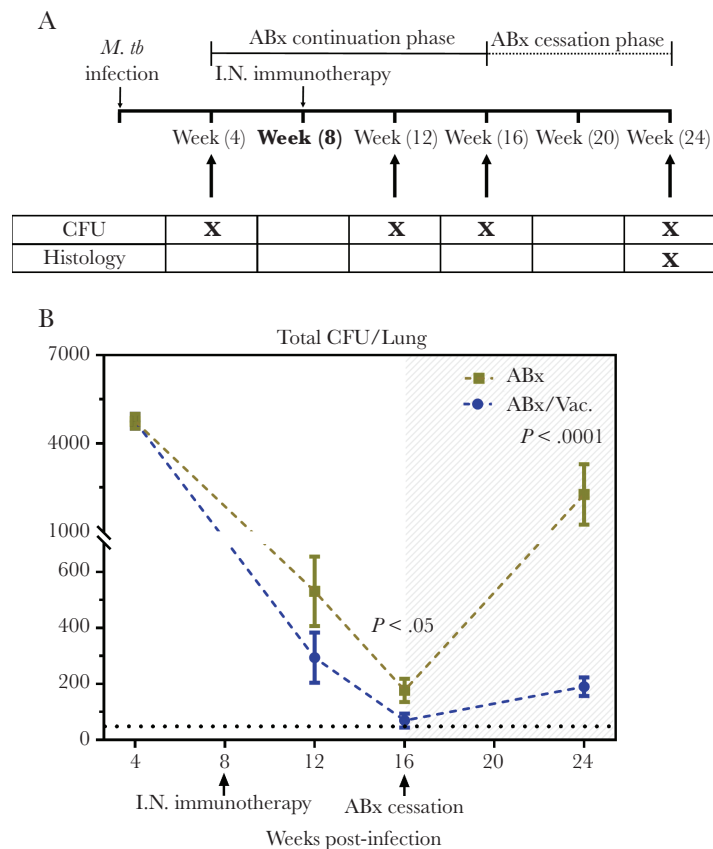 A
ABx continuation phase
ABx cessation phase
M. tb
infection
I.N. immunotherapy
Week (4) Week (8) Week (12) Week (16) Week (20) Week (24)
CFU X X X X
Histology X
B
Total CFU/Lung
7000
ABx
ABx/Vac.
P < .0001
4000
1000
600
400
P < .05
200
0
4 8 12 16 20 24
I.N. immunotherapy ABx cessation
Weeks post-infection